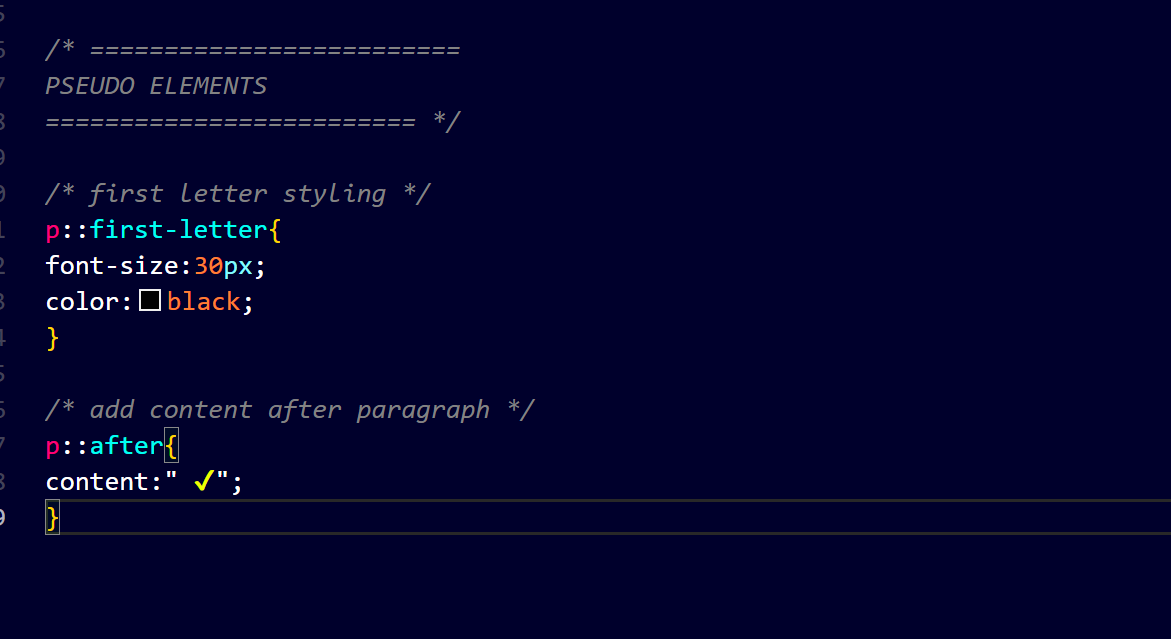 /* =========================
PSEUDO ELEMENTS
========================= */
/* first letter styling */
p::first-letter{
font-size:30px;
color:black;
}
/* add content after paragraph */
p::after{
content:" ✓";
}